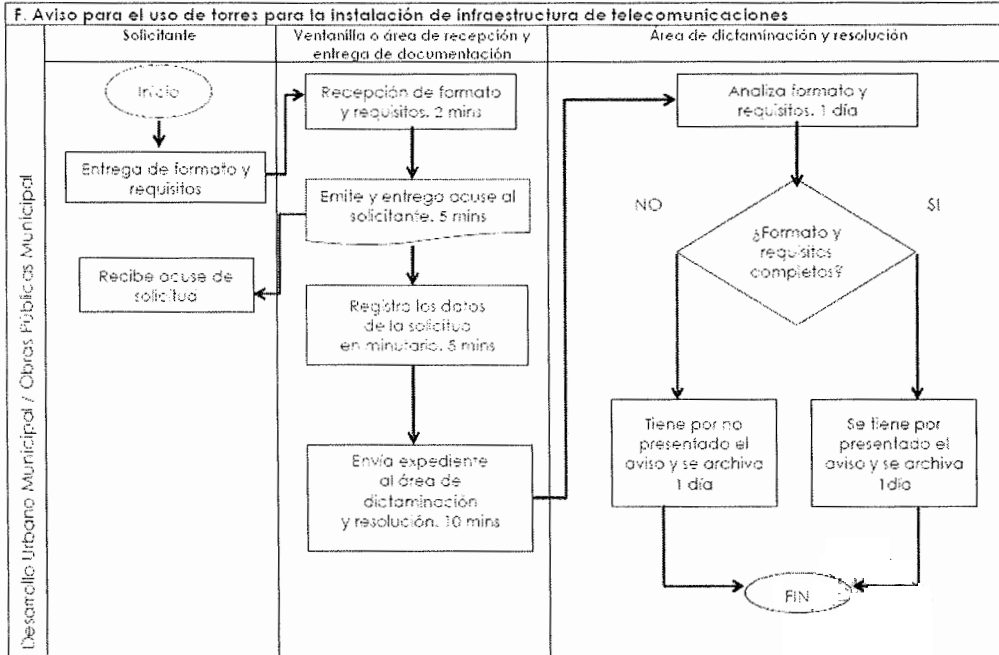 F. Aviso para el uso de torres para la instalación de infraestructura de telecomunicaciones
Solicitante
Ventanilla o área de recepción y
entrega de documentación
Área de dictaminación y resolución
Desarrollo Urbano Municipal / Obras Públicas Municipal
Inicio
Entrega de formato y
requisitos
Recibe acuse de
solicitud
Recepción de formato
y requisitos. 2 mins
Emite y entrega acuse al
solicitante. 5 mins
Registra los datos
de la solicitud
en minutario. 5 mins
Envía expediente
al área de
dictaminación
y resolución. 10 mins
Analiza formato y
requisitos. 1 día
¿Formato y
requisitos
completos?
NO
SI
Tiene por no
presentado el
aviso y se archiva
1 día
Se tiene por
presentado el
aviso y se archiva
1día
FIN